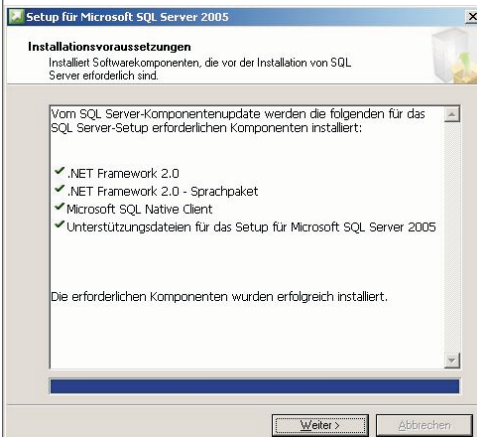 Setup für Microsoft SQL Server 2005
Installationsvoraussetzungen
Installiert Softwarekomponenten, die vor der Installation von SQL
Server erforderlich sind.
Vom SQL Server-Komponentenupdate werden die folgenden für das
SQL Server-Setup erforderlichen Komponenten installiert:
.NET Framework 2.0
.NET Framework 2.0 - Sprachpaket
Microsoft SQL Native Client
Unterstützungsdateien für das Setup für Microsoft SQL Server 2005
Die erforderlichen Komponenten wurden erfolgreich installiert.
Weiter >
Abbrechen